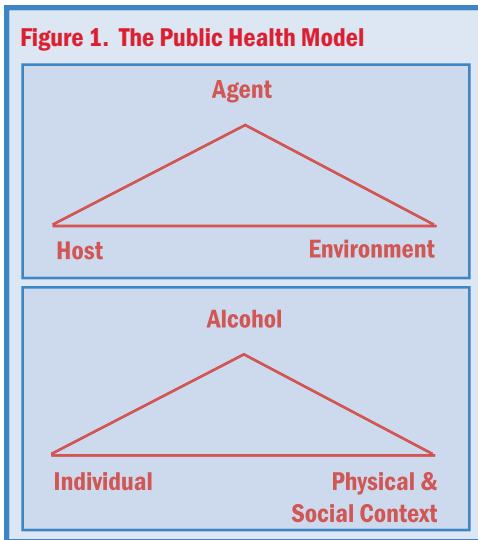 Figure 1. The Public Health Model
Agent
Host
Environment
Alcohol
Individual
Physical &
Social Context